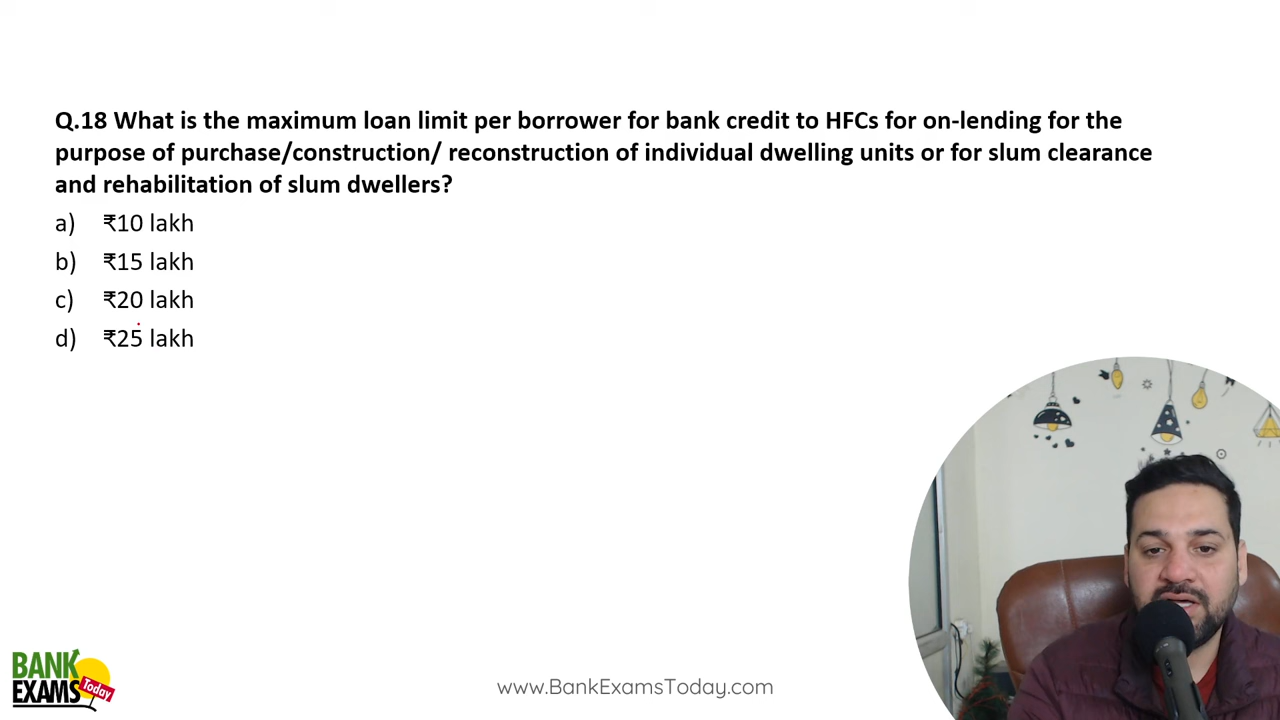 Q.18 What is the maximum loan limit per borrower for bank credit to HFCs for on-lending for the
purpose of purchase/construction/ reconstruction of individual dwelling units or for slum clearance
and rehabilitation of slum dwellers?
a) ₹10 lakh
b) ₹15 lakh
c) ₹20 lakh
d) ₹25 lakh
BANK
EXAMS
Today
www.BankExamsToday.com